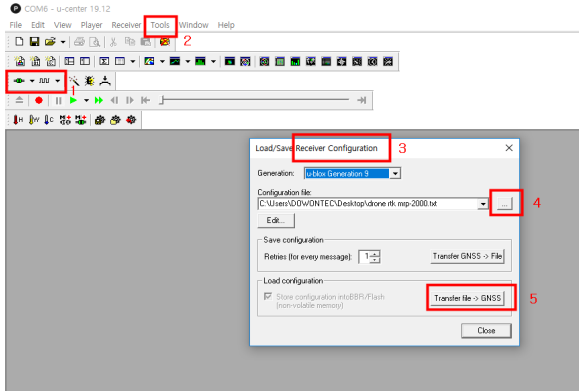 COM6 - u-center 19.12
File Edit View Player Receiver Tools Window Help
2
1
Load/Save Receiver Configuration
3
Generation: u-blox Generation 9
Configuration file:
C:\Users\DOWONTEC\Desktop\drone rtk mrp-2000.txt
...
4
Edit...
Save configuration
Retries (for every message): 1
Transfer GNSS -> File
Load configuration
Store configuration intoBBR/Flash
(non-volatile memory)
Transfer file -> GNSS
5
Close